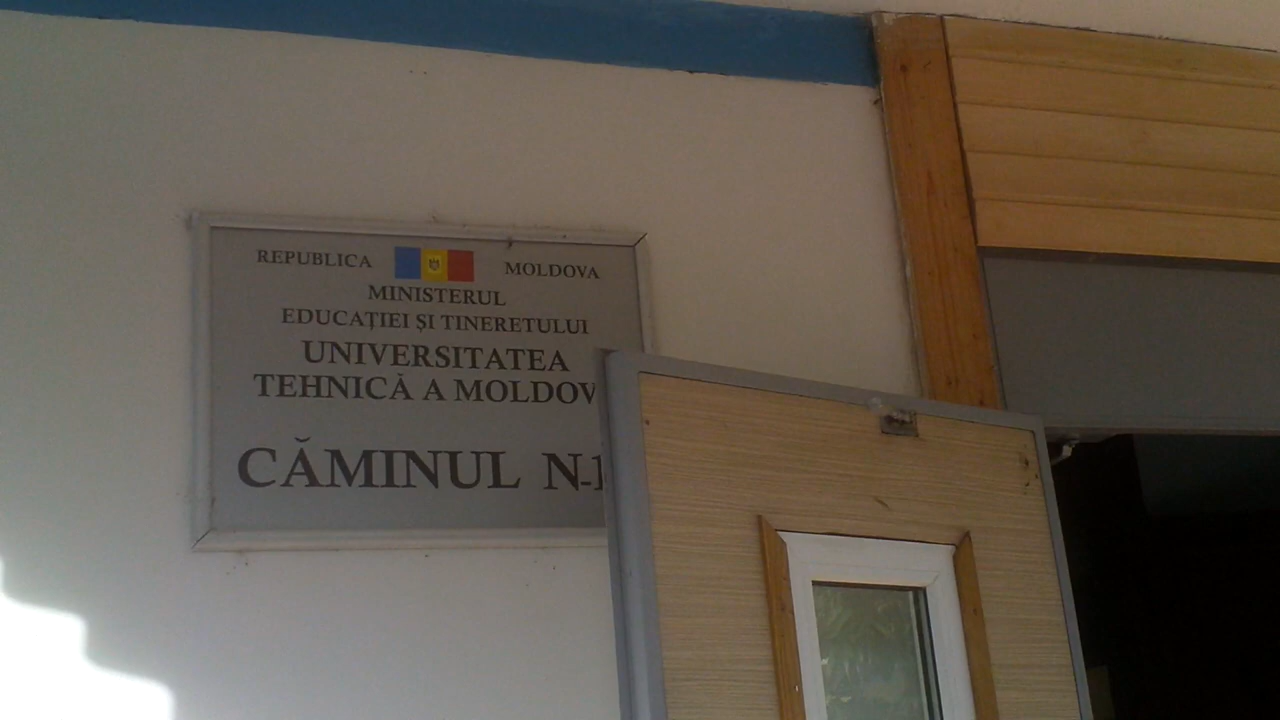 REPUBLICA MOLDOVA
MINISTERUL
EDUCAȚIEI ȘI TINERETULUI
UNIVERSITATEA
TEHNICĂ A MOLDOV
CĂMINUL N-1